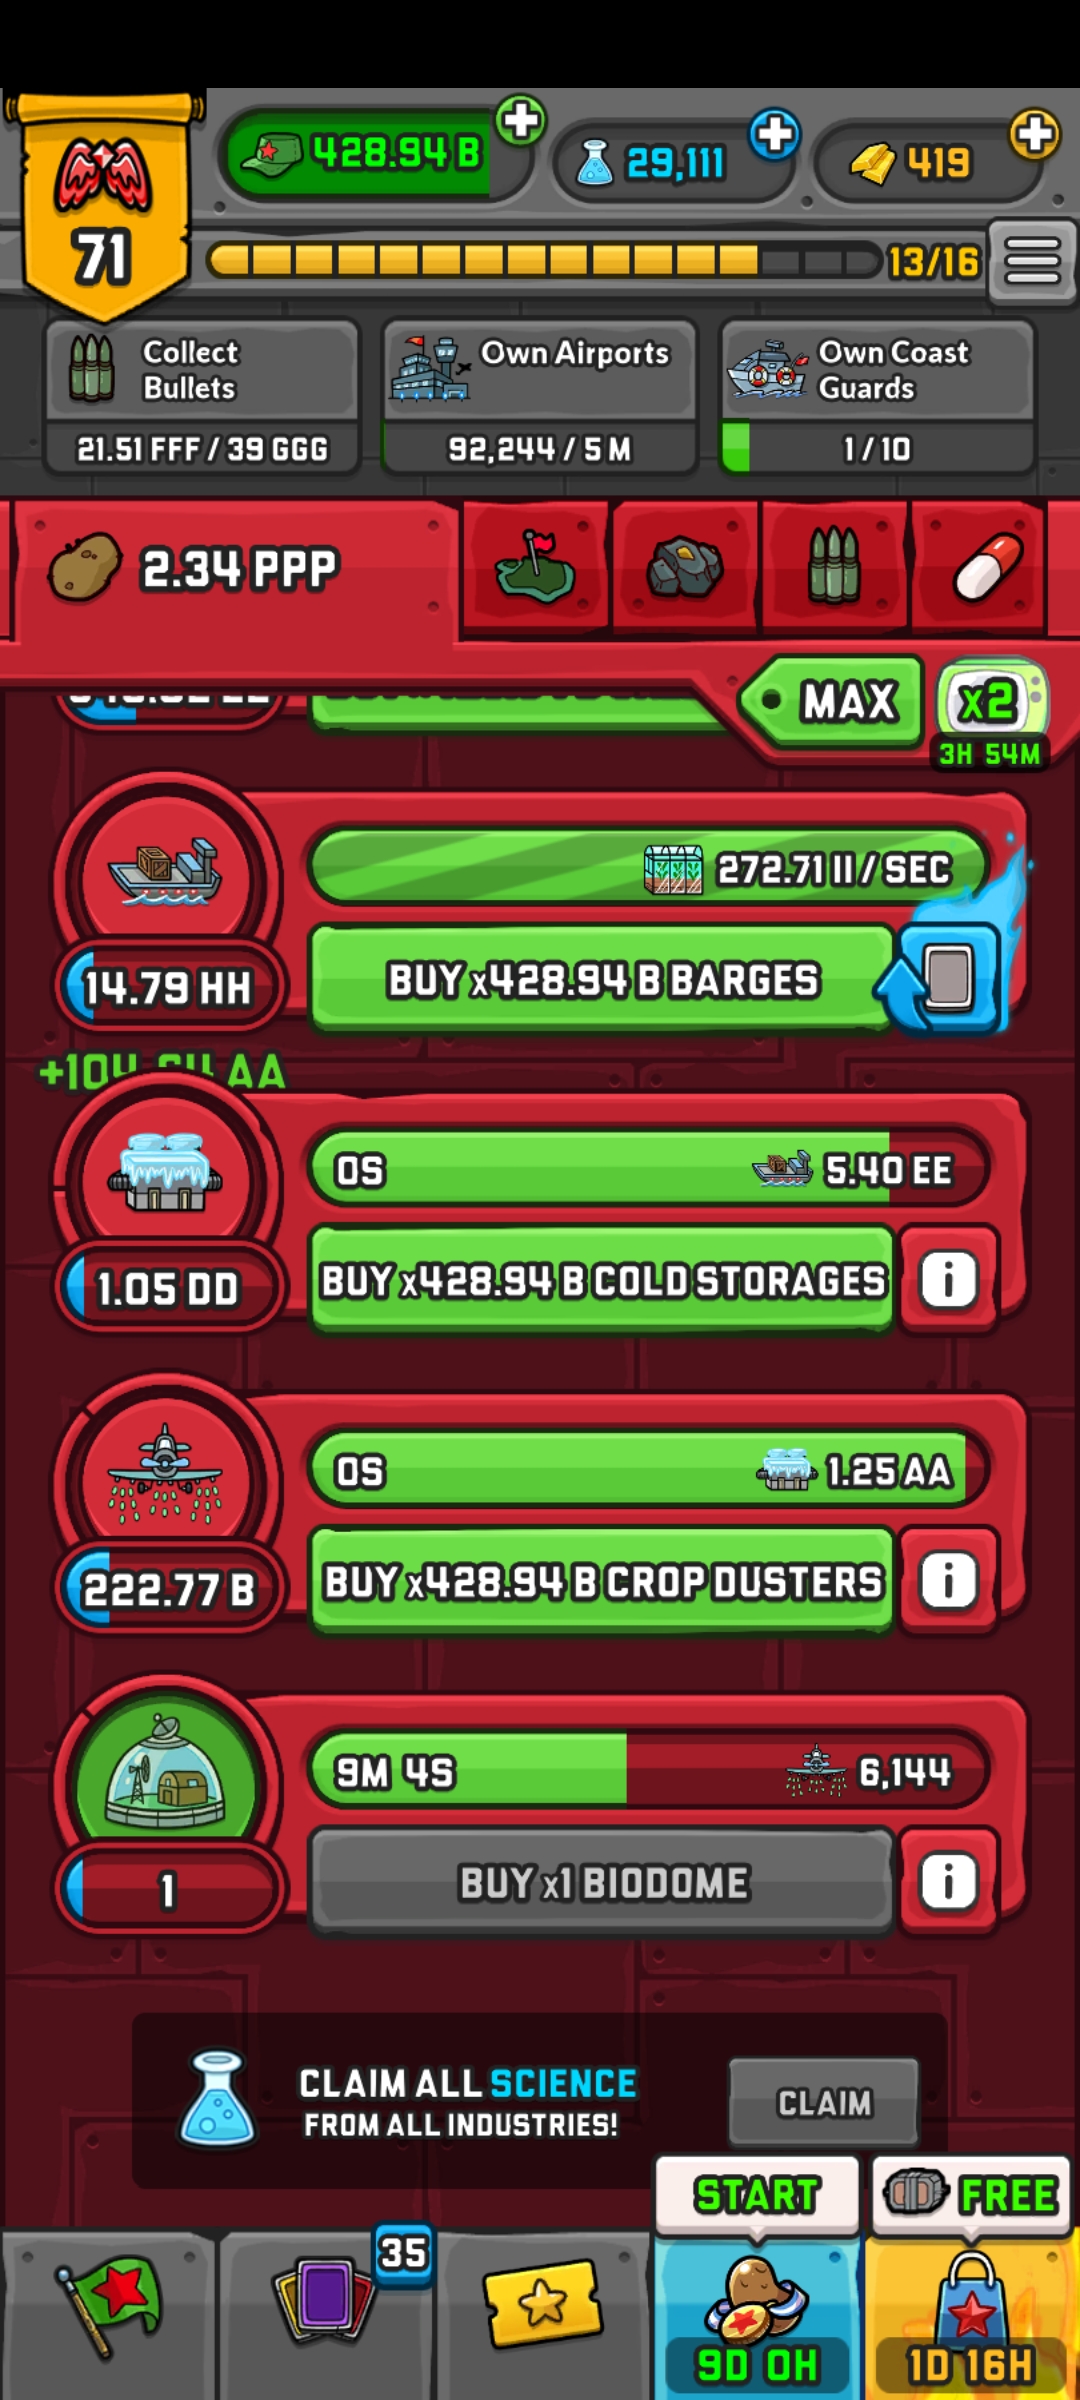 428.94 B
29,111
419
71
13/16
Collect
Bullets
Own Airports
Own Coast
Guards
21.51 FFF / 39 GGG
92,244 / 5 M
1 / 10
2.34 PPP
MAX
x2
3H 54M
272.71 II / SEC
14.79 HH
BUY x428.94 B BARGES
0S
5.40 EE
1.05 DD
BUY x428.94 B COLD STORAGES
i
0S
1.25 AA
222.77 B
BUY x428.94 B CROP DUSTERS
i
9M 4S
6,144
1
BUY x1 BIODOME
i
CLAIM ALL SCIENCE
FROM ALL INDUSTRIES!
CLAIM
START
FREE
35
9D 0H
1D 16H